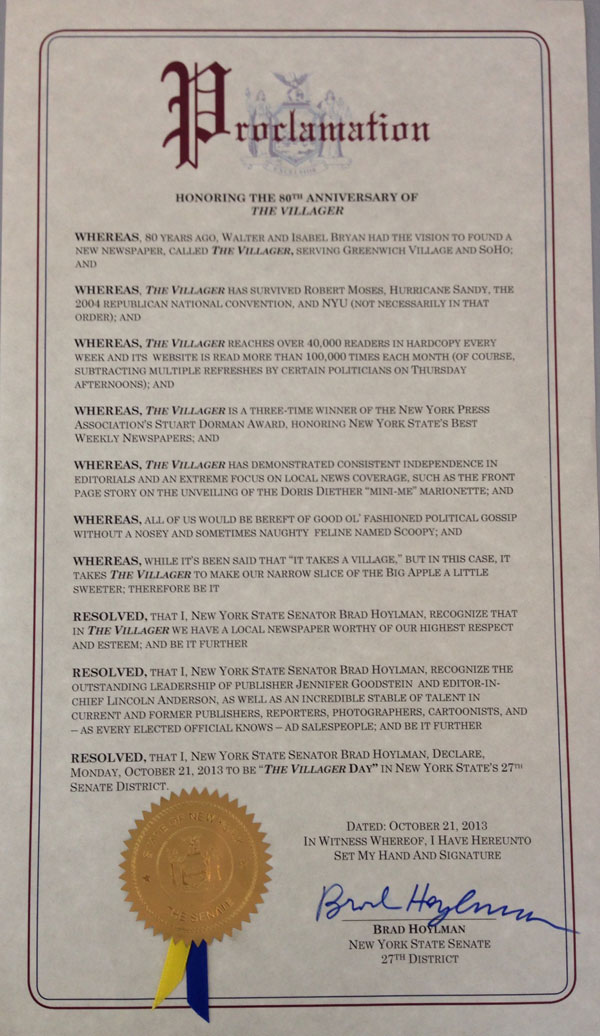 Proclamation
EXCELSIOR
HONORING THE 80TH ANNIVERSARY OF
THE VILLAGER
WHEREAS, 80 YEARS AGO, WALTER AND ISABEL BRYAN HAD THE VISION TO FOUND A
NEW NEWSPAPER, CALLED THE VILLAGER, SERVING GREENWICH VILLAGE AND SOHO;
AND
WHEREAS, THE VILLAGER HAS SURVIVED ROBERT MOSES, HURRICANE SANDY, THE
2004 REPUBLICAN NATIONAL CONVENTION, AND NYU (NOT NECESSARILY IN THAT
ORDER); AND
WHEREAS, THE VILLAGER REACHES OVER 40,000 READERS IN HARDCOPY EVERY
WEEK AND ITS WEBSITE IS READ MORE THAN 100,000 TIMES EACH MONTH (OF COURSE,
SUBTRACTING MULTIPLE REFRESHES BY CERTAIN POLITICIANS ON THURSDAY
AFTERNOONS); AND
WHEREAS, THE VILLAGER IS A THREE-TIME WINNER OF THE NEW YORK PRESS
ASSOCIATION'S STUART DORMAN AWARD, HONORING NEW YORK STATE'S BEST
WEEKLY NEWSPAPERS; AND
WHEREAS, THE VILLAGER HAS DEMONSTRATED CONSISTENT INDEPENDENCE IN
EDITORIALS AND AN EXTREME FOCUS ON LOCAL NEWS COVERAGE, SUCH AS THE FRONT
PAGE STORY ON THE UNVEILING OF THE DORIS DIETHER "MINI-ME" MARIONETTE; AND
WHEREAS, ALL OF US WOULD BE BEREFT OF GOOD OL' FASHIONED POLITICAL GOSSIP
WITHOUT A NOSEY AND SOMETIMES NAUGHTY FELINE NAMED SCOOPY; AND
WHEREAS, WHILE IT'S BEEN SAID THAT "IT TAKES A VILLAGE," BUT IN THIS CASE, IT
TAKES THE VILLAGER TO MAKE OUR NARROW SLICE OF THE BIG APPLE A LITTLE
SWEETER; THEREFORE BE IT
RESOLVED, THAT I, NEW YORK STATE SENATOR BRAD HOYLMAN, RECOGNIZE THAT
IN THE VILLAGER WE HAVE A LOCAL NEWSPAPER WORTHY OF OUR HIGHEST RESPECT
AND ESTEEM; AND BE IT FURTHER
RESOLVED, THAT I, NEW YORK STATE SENATOR BRAD HOYLMAN, RECOGNIZE THE
OUTSTANDING LEADERSHIP OF PUBLISHER JENNIFER GOODSTEIN AND EDITOR-IN-
CHIEF LINCOLN ANDERSON, AS WELL AS AN INCREDIBLE STABLE OF TALENT IN
CURRENT AND FORMER PUBLISHERS, REPORTERS, PHOTOGRAPHERS, CARTOONISTS, AND
– AS EVERY ELECTED OFFICIAL KNOWS – AD SALESPEOPLE; AND BE IT FURTHER
RESOLVED, THAT I, NEW YORK STATE SENATOR BRAD HOYLMAN, DECLARE,
MONDAY, OCTOBER 21, 2013 TO BE "THE VILLAGER DAY" IN NEW YORK STATE'S 27TH
SENATE DISTRICT.
STATE OF NEW YORK
THE SENATE
DATED: OCTOBER 21, 2013
IN WITNESS WHEREOF, I HAVE HEREUNTO
SET MY HAND AND SIGNATURE
Brad Hoylman
BRAD HOYLMAN
NEW YORK STATE SENATE
27TH DISTRICT